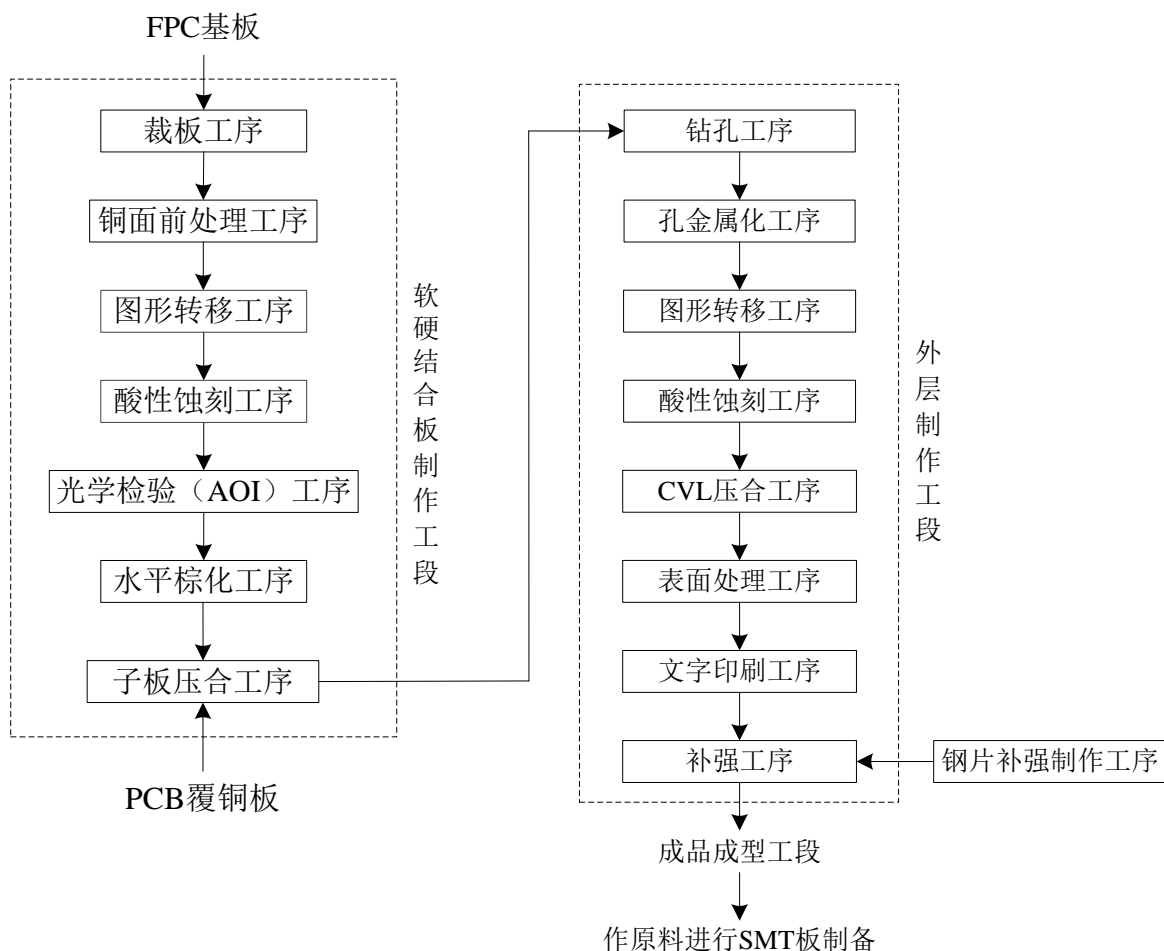 FPC基板
裁板工序
铜面前处理工序
图形转移工序
酸性蚀刻工序
光学检验（AOI）工序
水平棕化工序
子板压合工序
PCB覆铜板
软硬结合板制作工段
钻孔工序
孔金属化工序
图形转移工序
酸性蚀刻工序
CVL压合工序
表面处理工序
文字印刷工序
补强工序
钢片补强制作工序
外层制作工段
成品成型工段
作原料进行SMT板制备